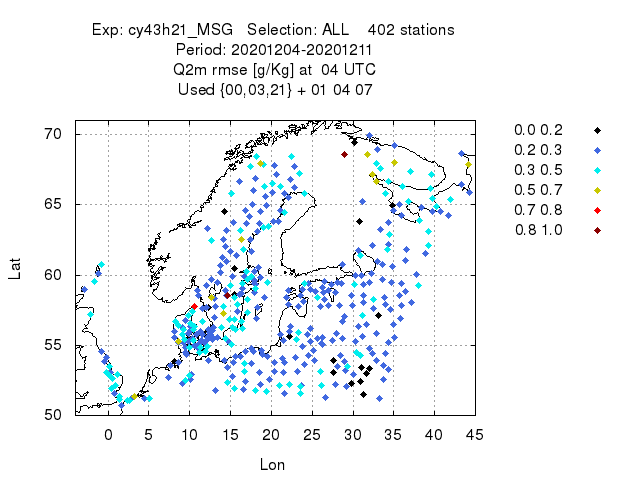 Exp: cy43h21_MSG   Selection: ALL    402 stations
Period: 20201204-20201211
Q2m rmse [g/Kg] at  04 UTC
Used {00,03,21} + 01 04 07
70
65
60
55
50
Lat
0 5 10 15 20 25 30 35 40 45
Lon
0.0 0.2
0.2 0.3
0.3 0.5
0.5 0.7
0.7 0.8
0.8 1.0